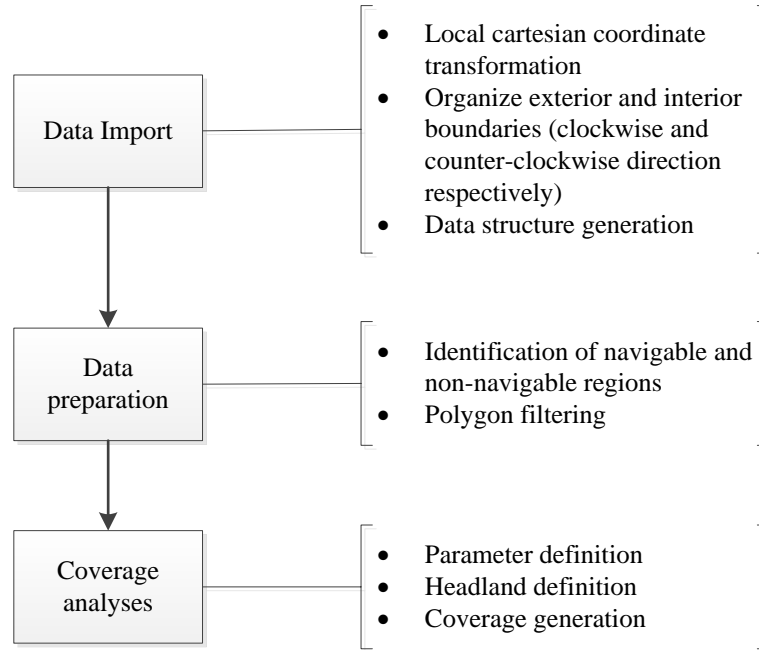 Data Import
• Local cartesian coordinate
transformation
• Organize exterior and interior
boundaries (clockwise and
counter-clockwise direction
respectively)
• Data structure generation
Data
preparation
• Identification of navigable and
non-navigable regions
• Polygon filtering
Coverage
analyses
• Parameter definition
• Headland definition
• Coverage generation